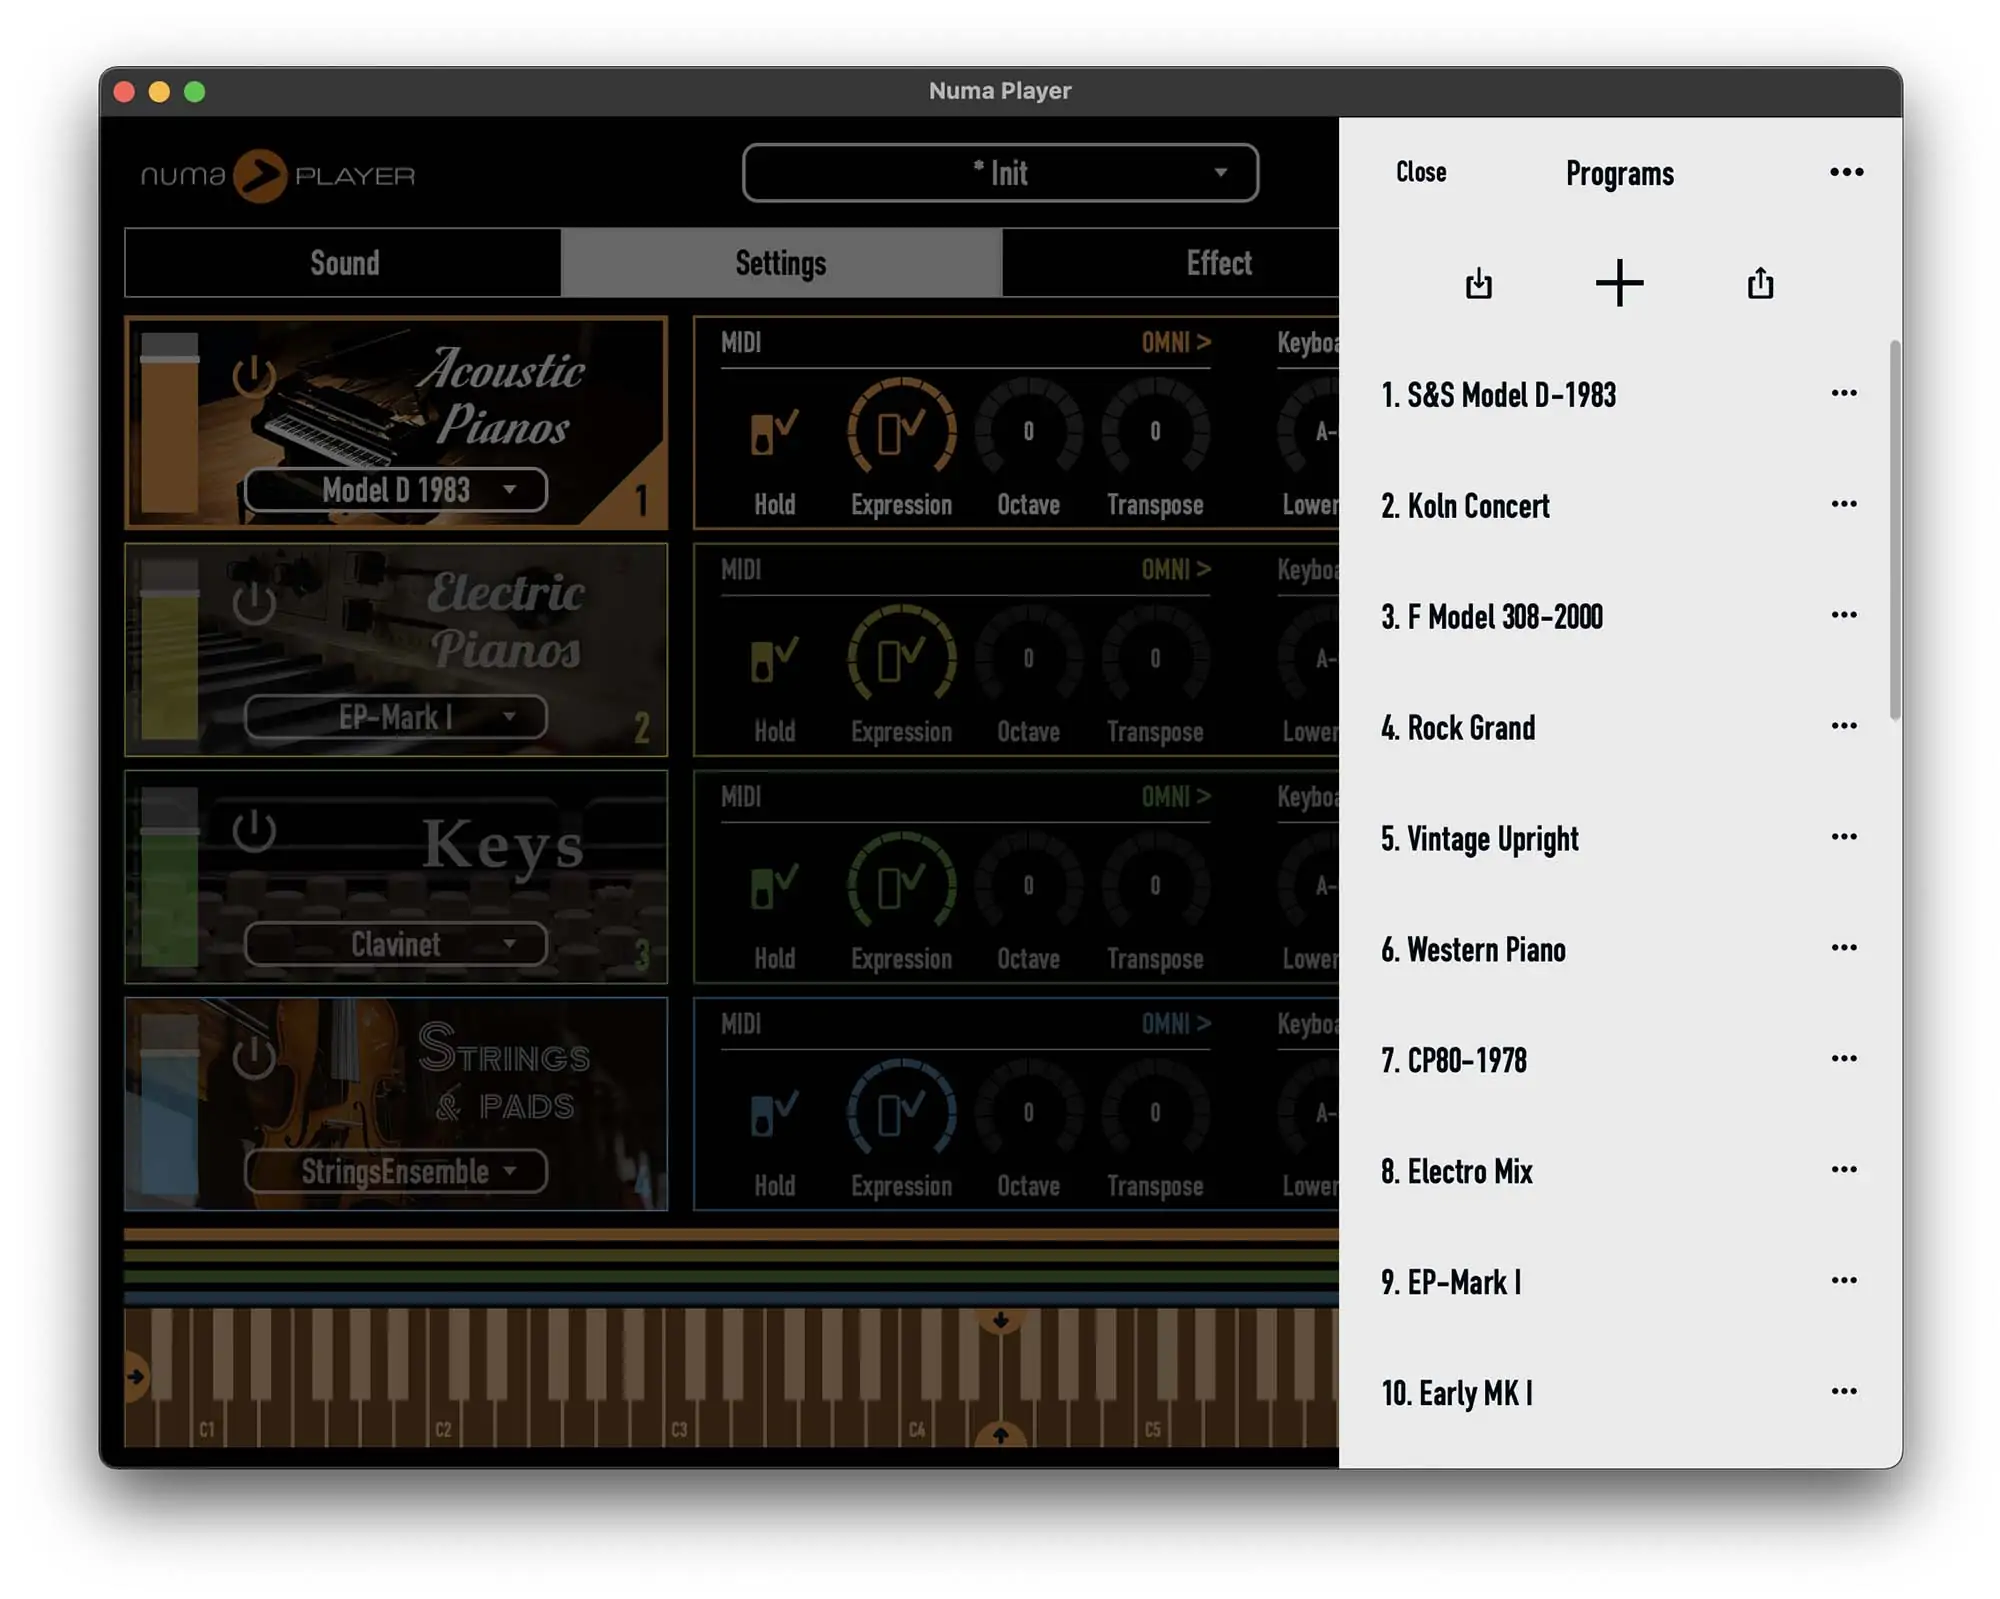 Numa Player
numa PLAYER
* Init
Close
Programs
Sound
Settings
Effect
Acoustic
Pianos
Model D 1983
1
MIDI
OMNI >
Keyboa
0
0
A-
Hold
Expression
Octave
Transpose
Lower
Electric
Pianos
EP-Mark I
2
MIDI
OMNI >
Keyboa
0
0
A-
Hold
Expression
Octave
Transpose
Lower
Keys
Clavinet
3
MIDI
OMNI >
Keyboa
0
0
A-
Hold
Expression
Octave
Transpose
Lower
STRINGS
& PADS
StringsEnsemble
4
MIDI
OMNI >
Keyboa
0
0
A-
Hold
Expression
Octave
Transpose
Lower
C1
C2
C3
C4
C5
1. S&S Model D-1983
2. Koln Concert
3. F Model 308-2000
4. Rock Grand
5. Vintage Upright
6. Western Piano
7. CP80-1978
8. Electro Mix
9. EP-Mark I
10. Early MK I